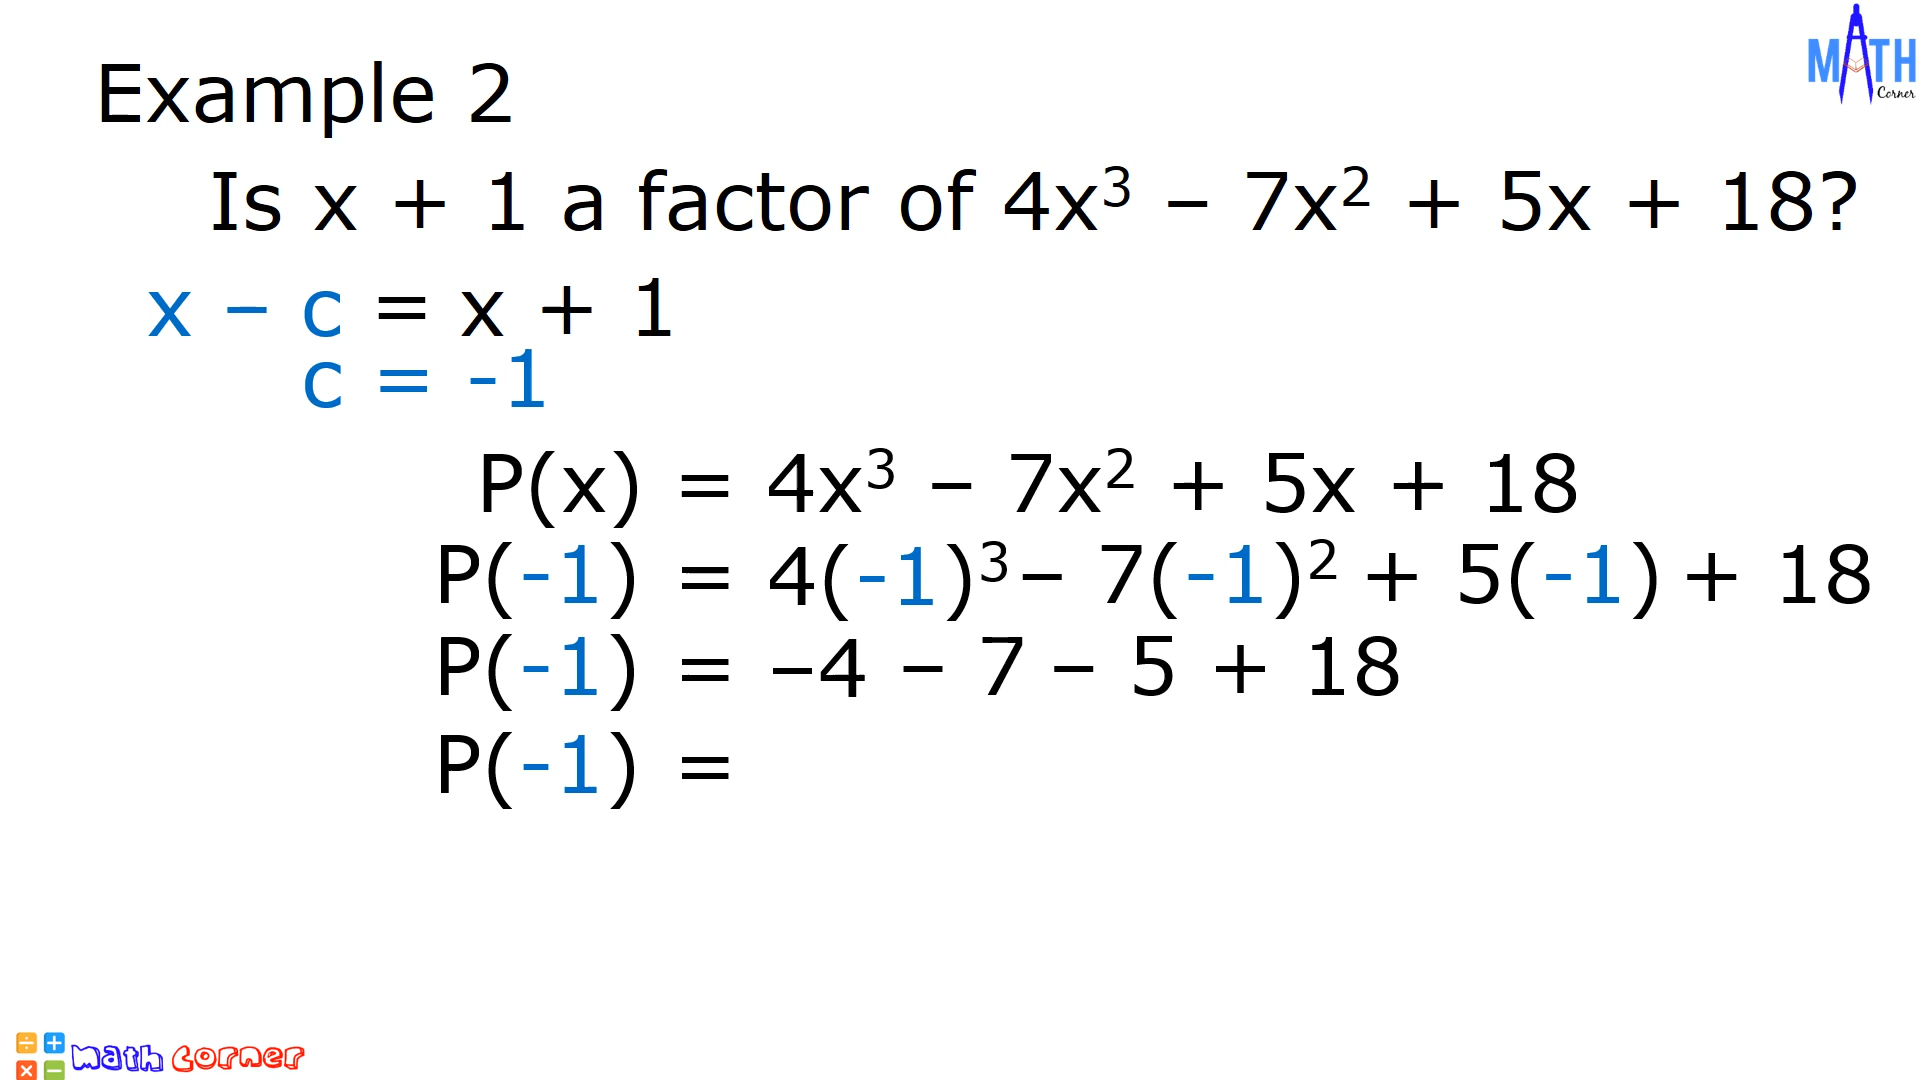 MATH
Corner
Example 2
Is x + 1 a factor of 4x³ – 7x² + 5x + 18?
x – c = x + 1
c = -1
P(x) = 4x³ – 7x² + 5x + 18
P(-1) = 4(-1)³ – 7(-1)² + 5(-1) + 18
P(-1) = –4 – 7 – 5 + 18
P(-1) =
÷ +
× −
math corner